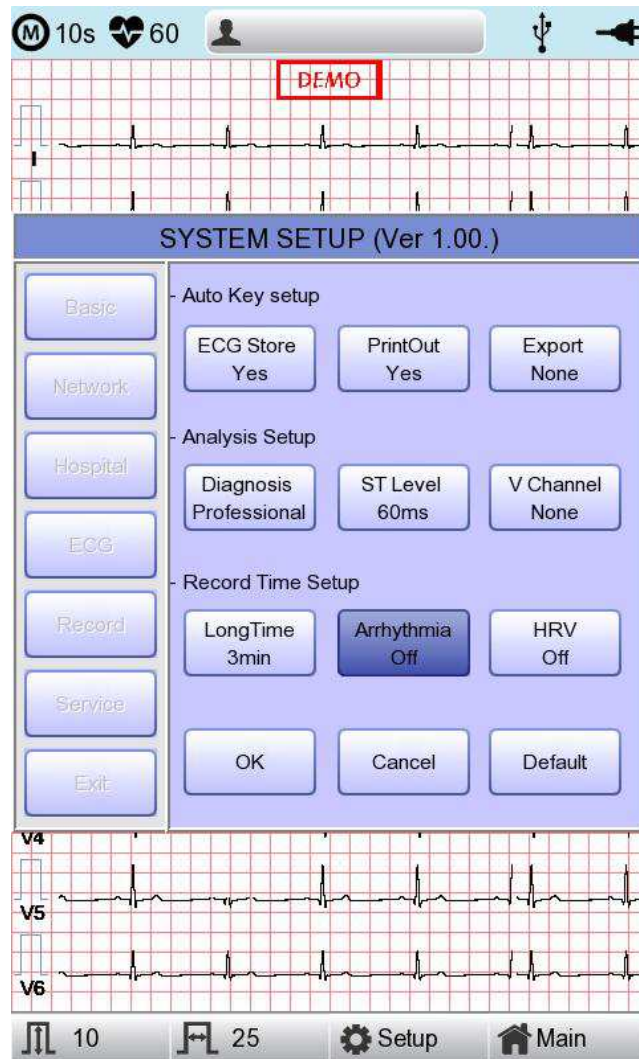 M 10s 60
DEMO
I
SYSTEM SETUP (Ver 1.00.)
Basic
Network
Hospital
ECG
Record
Service
Exit
- Auto Key setup
ECG Store
Yes
PrintOut
Yes
Export
None
- Analysis Setup
Diagnosis
Professional
ST Level
60ms
V Channel
None
- Record Time Setup
LongTime
3min
Arrhythmia
Off
HRV
Off
OK
Cancel
Default
V4
V5
V6
10 25 Setup Main